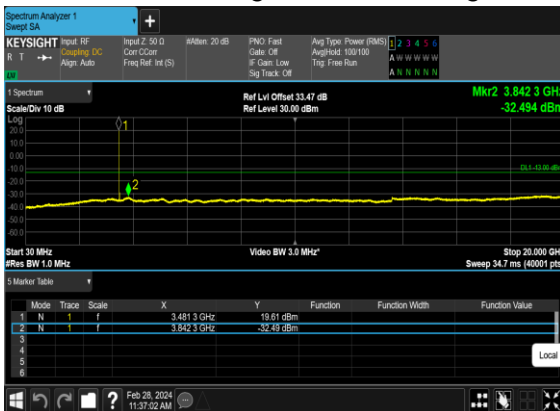 Spectrum Analyzer 1
Swept SA
+
KEYSIGHT Input: RF Input Z: 50 Ω #Atten: 20 dB PNO: Fast Avg Type: Power (RMS) 1 2 3 4 5 6
R T Coupling: DC Corr CCorr Gate: Off Avg|Hold: 100/100 A W W W W W
Align: Auto Freq Ref: Int (S) IF Gain: Low Trig: Free Run
Sig Track: Off A N N N N N
LV
1 Spectrum Ref Lvl Offset 33.47 dB Mkr2 3.842 3 GHz
Scale/Div 10 dB Ref Level 30.00 dBm -32.494 dBm
Log
20.0
10.0
0.00
-10.0
-20.0
-30.0
-40.0
-50.0
-60.0
1
2
DL1 -13.00 dBm
Start 30 MHz Video BW 3.0 MHz* Stop 20.000 GHz
#Res BW 1.0 MHz Sweep 34.7 ms (40001 pts
5 Marker Table
Mode Trace Scale X Y Function Function Width Function Value
1 N 1 f 3.481 3 GHz 19.61 dBm
2 N 1 f 3.842 3 GHz -32.49 dBm
3
4
5
6
Local
? Feb 28, 2024
11:37:02 AM